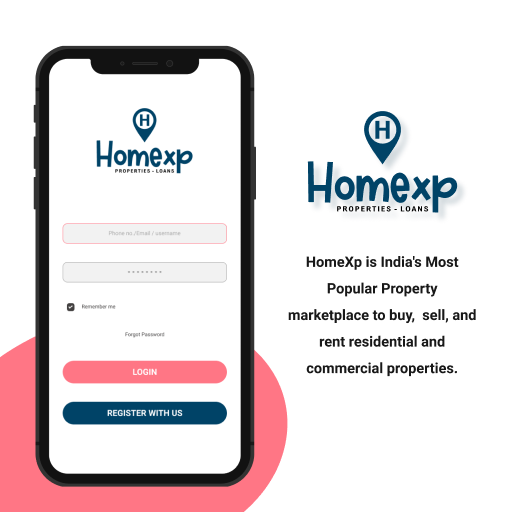 H
Homexp
PROPERTIES - LOANS
Phone no./Email / username
Remember me
Forgot Password
LOGIN
REGISTER WITH US
H
Homexp
PROPERTIES - LOANS
HomeXp is India's Most
Popular Property
marketplace to buy, sell, and
rent residential and
commercial properties.